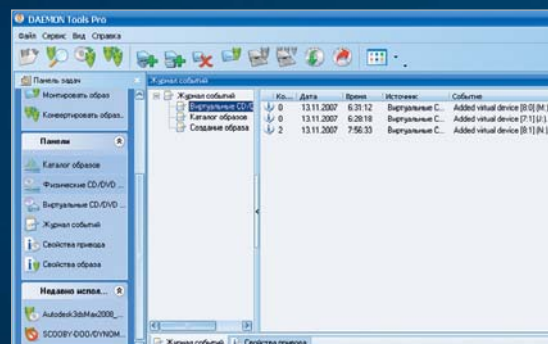 DAEMON Tools Pro
Файл Сервис Вид Справка
Панель задач
Монтировать образ
Конвертировать образ..
Панели
Каталог образов
Физические CD/DVD ...
Виртуальные CD/DVD ...
Журнал событий
Свойства привода
Свойства образа
Недавно испол...
Autodesk3dsMax2008_...
SCOOBY-DOO/DYNOM...
Журнал событий
Журнал событий
Виртуальные CD/D
Каталог образов
Создание образа
Ко... Дата Время Источник: Событие
0 13.11.2007 6:31:12 Виртуальные C... Added virtual device [8:0] (M:)
0 13.11.2007 6:28:18 Виртуальные C... Added virtual device [7:1] (J:).
2 13.11.2007 7:56:33 Виртуальные C... Added virtual device [8:1] (N:)
Журнал событий Свойства привода